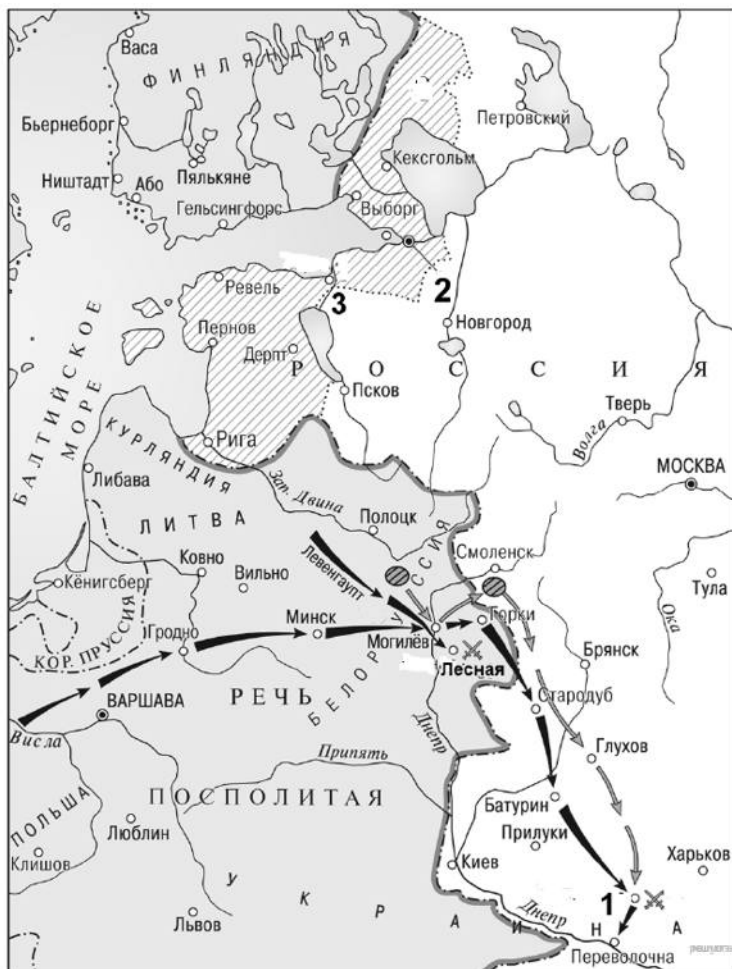 Васа
ФИНЛЯНДИЯ
Бьернеборг
Петровский
Пялькяне
Кексгольм
Ништадт
Або
Гельсингфорс
Выборг
Ревель
3
2
Пернов
Новгород
Дерпт
РОССИЯ
Псков
БАЛТИЙСКОЕ
МОРЕ
Тверь
Рига
Волга
КУРЛЯНДИЯ
МОСКВА
Либава
Зап. Двина
ЛИТВА
Полоцк
Левенгаупт
Смоленск
Ковно
Вильно
Кёнигсберг
Тула
Минск
Горки
Ока
КОР. ПРУССИЯ
Гродно
Могилёв
Брянск
Лесная
БЕЛОРУССИЯ
ВАРШАВА
РЕЧЬ
Стародуб
Висла
Днепр
Глухов
Припять
ПОСПОЛИТАЯ
ПОЛЬША
Батурин
Люблин
Прилуки
Клишов
Киев
Харьков
УКРАИНА
1
Львов
Днепр
Переволочна